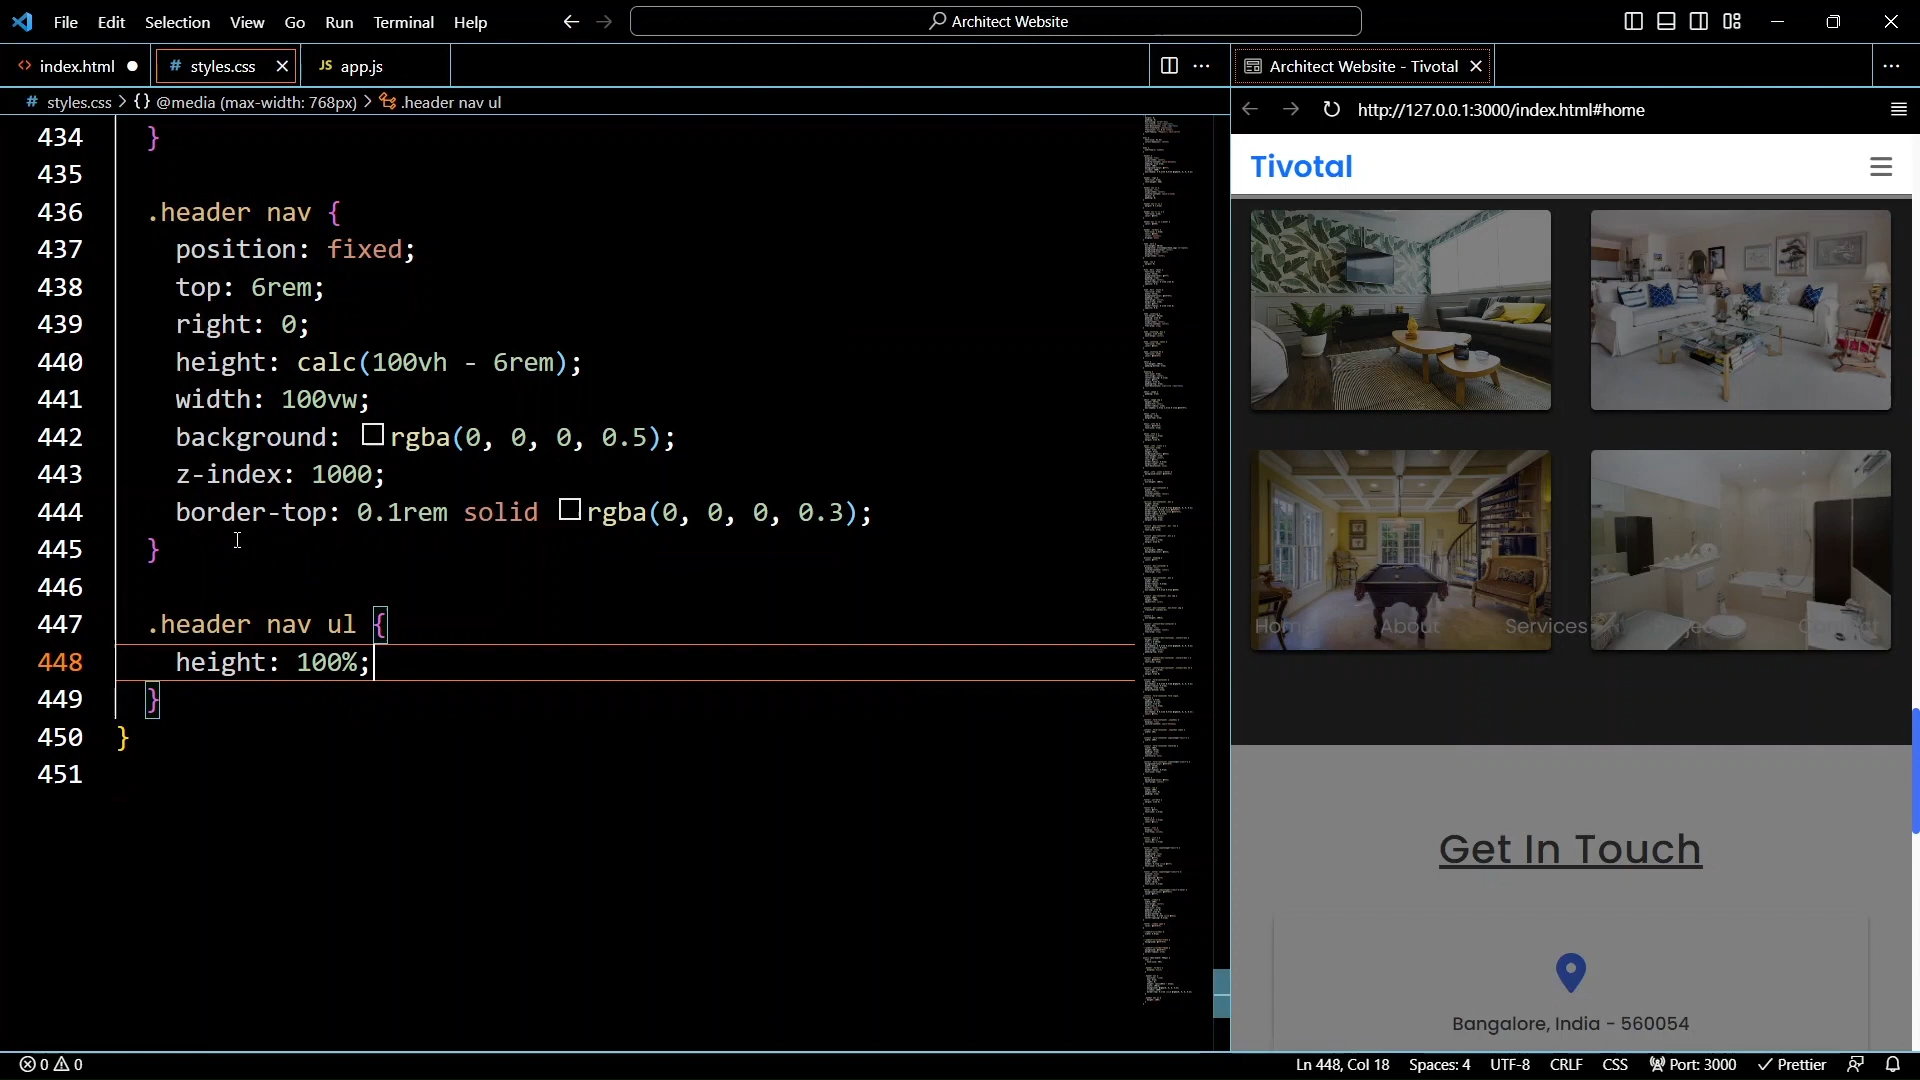 File Edit Selection View Go Run Terminal Help
Architect Website
index.html
# styles.css
JS app.js
Architect Website - Tivotal
# styles.css > {} @media (max-width: 768px) > .header nav ul
http://127.0.0.1:3000/index.html#home
434 }
435
436 .header nav {
437 position: fixed;
438 top: 6rem;
439 right: 0;
440 height: calc(100vh - 6rem);
441 width: 100vw;
442 background: rgba(0, 0, 0, 0.5);
443 z-index: 1000;
444 border-top: 0.1rem solid rgba(0, 0, 0, 0.3);
445 }
446
447 .header nav ul {
448 height: 100%;
449 }
450 }
451
Tivotal
Home About Services Projects Contact
Get In Touch
Bangalore, India - 560054
0 0
Ln 448, Col 18 Spaces: 4 UTF-8 CRLF CSS Port: 3000 Prettier